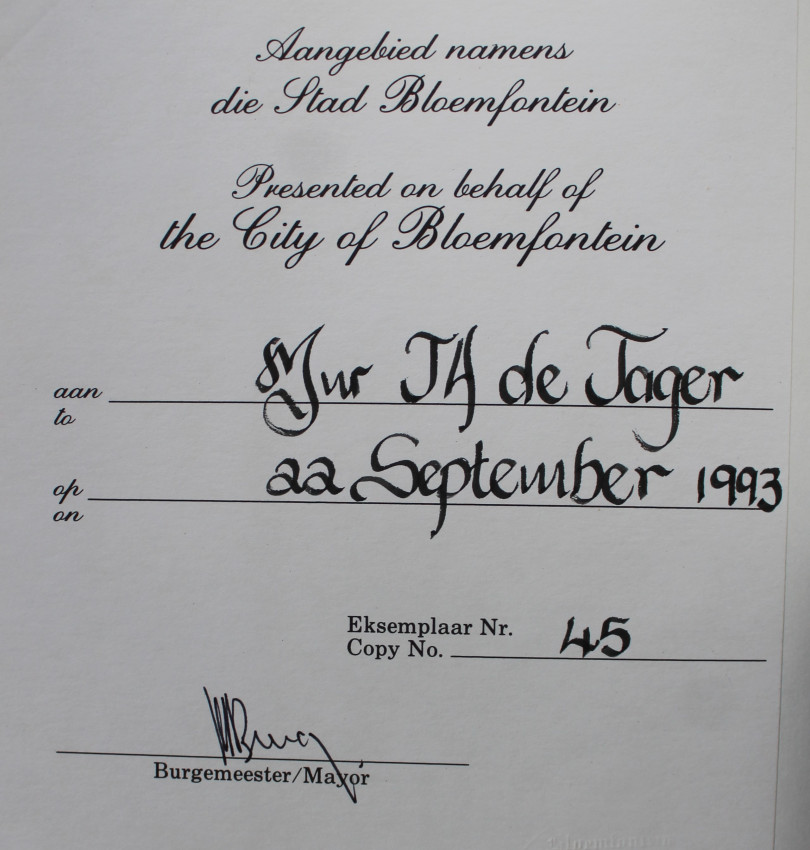 Aangebied namens
die Stad Bloemfontein
Presented on behalf of
the City of Bloemfontein
aan
to
Mnr JH de Jager
op
on
22 September 1993
Eksemplaar Nr.
Copy No. 45
Burgemeester/Mayor